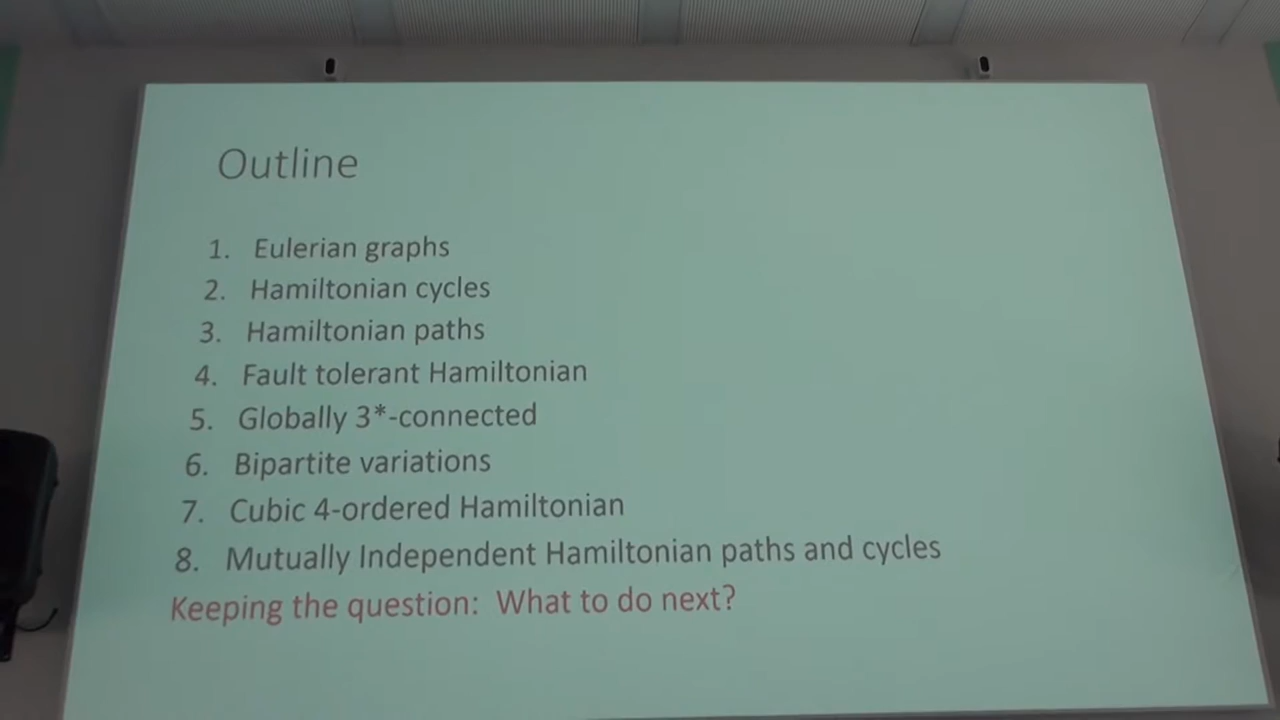 Outline
1. Eulerian graphs
2. Hamiltonian cycles
3. Hamiltonian paths
4. Fault tolerant Hamiltonian
5. Globally 3*-connected
6. Bipartite variations
7. Cubic 4-ordered Hamiltonian
8. Mutually Independent Hamiltonian paths and cycles
Keeping the question: What to do next?